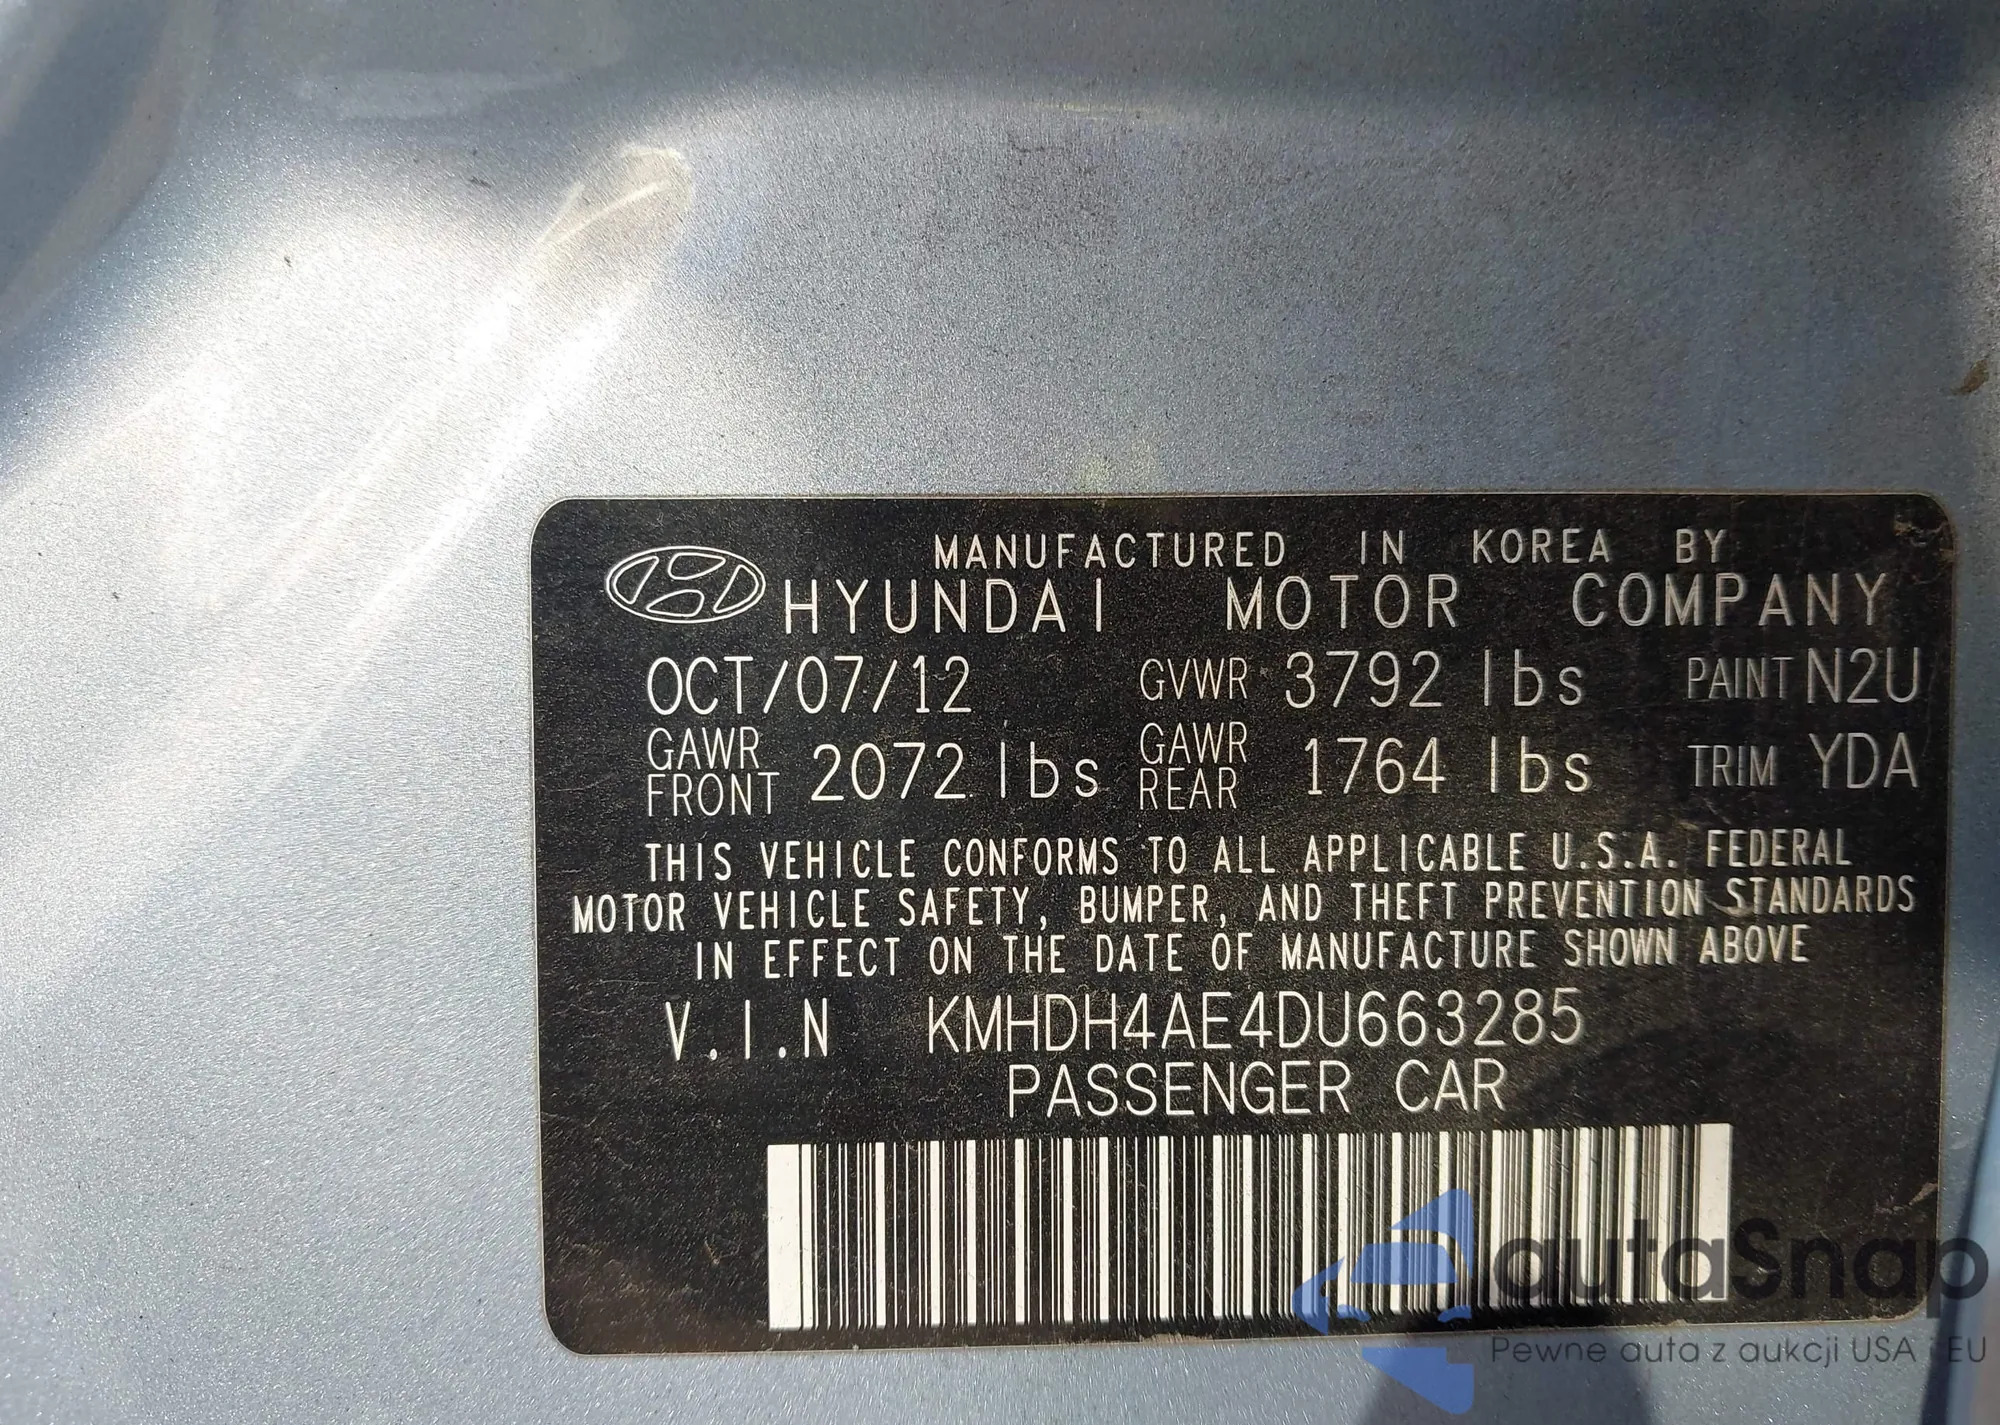 MANUFACTURED IN KOREA BY
HYUNDAI MOTOR COMPANY
OCT/07/12 GVWR 3792 lbs PAINT N2U
GAWR FRONT 2072 lbs GAWR REAR 1764 lbs TRIM YDA
THIS VEHICLE CONFORMS TO ALL APPLICABLE U.S.A. FEDERAL
MOTOR VEHICLE SAFETY, BUMPER, AND THEFT PREVENTION STANDARDS
IN EFFECT ON THE DATE OF MANUFACTURE SHOWN ABOVE
V.I.N KMHDH4AE4DU663285
PASSENGER CAR
autaSnap
Pewne auta z aukcji USA i EU